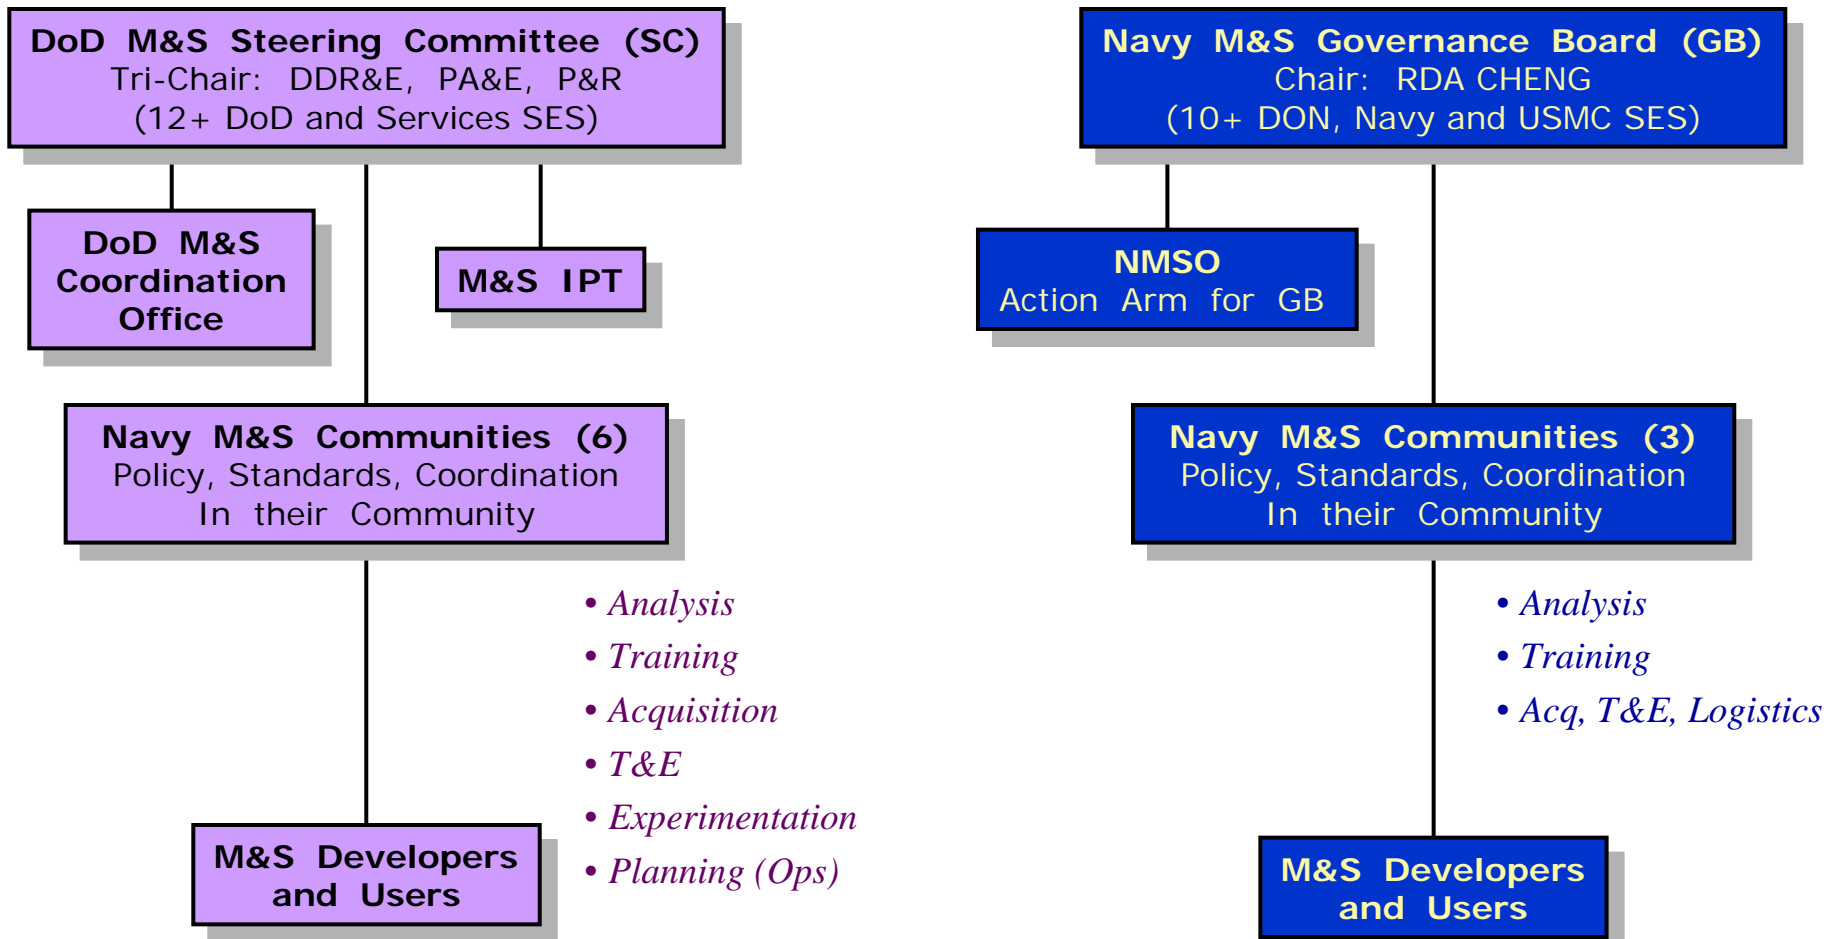 DoD M&S Steering Committee (SC)
Tri-Chair: DDR&E, PA&E, P&R
(12+ DoD and Services SES)
DoD M&S
Coordination
Office
M&S IPT
Navy M&S Communities (6)
Policy, Standards, Coordination
In their Community
• Analysis
• Training
• Acquisition
• T&E
• Experimentation
• Planning (Ops)
M&S Developers
and Users
Navy M&S Governance Board (GB)
Chair: RDA CHENG
(10+ DON, Navy and USMC SES)
NMSO
Action Arm for GB
Navy M&S Communities (3)
Policy, Standards, Coordination
In their Community
• Analysis
• Training
• Acq, T&E, Logistics
M&S Developers
and Users